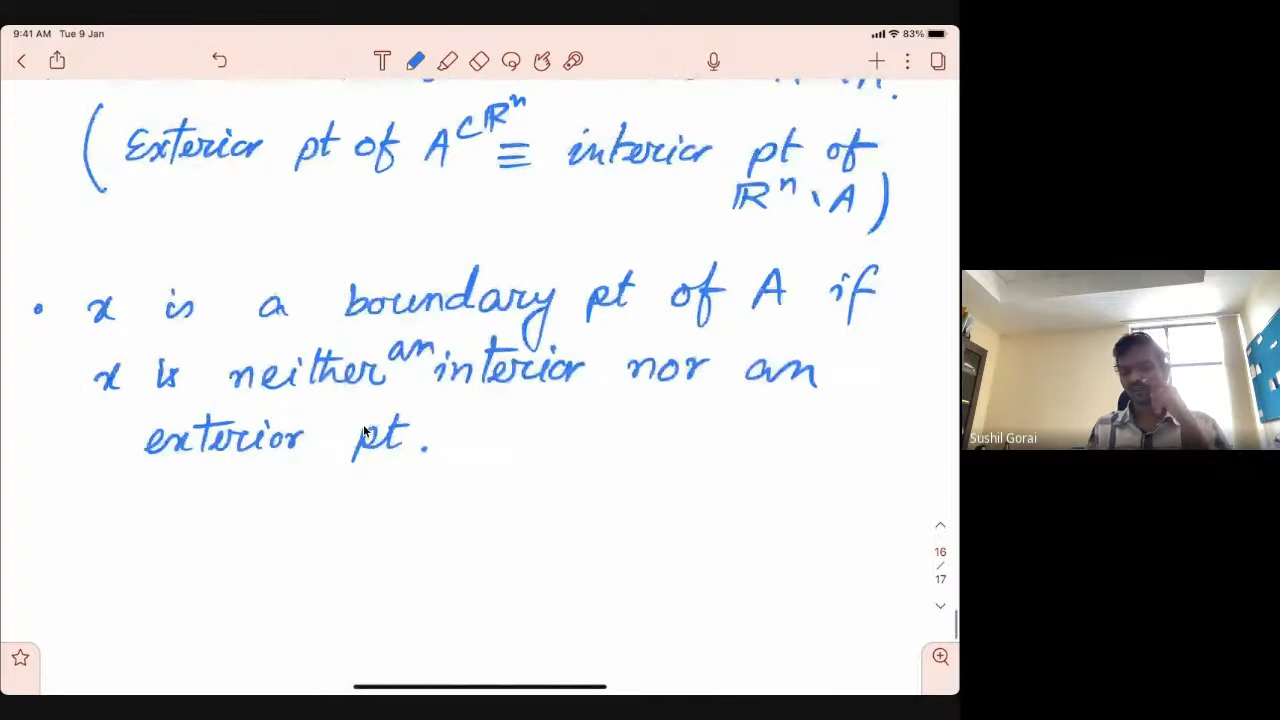 9:41 AM Tue 9 Jan
83%
(Exterior pt of A⊂ℝⁿ ≡ interior pt of
ℝⁿ∖A)
• x is a boundary pt of A if
x is neither an interior nor an
exterior pt.
Sushil Gorai
16
/
17